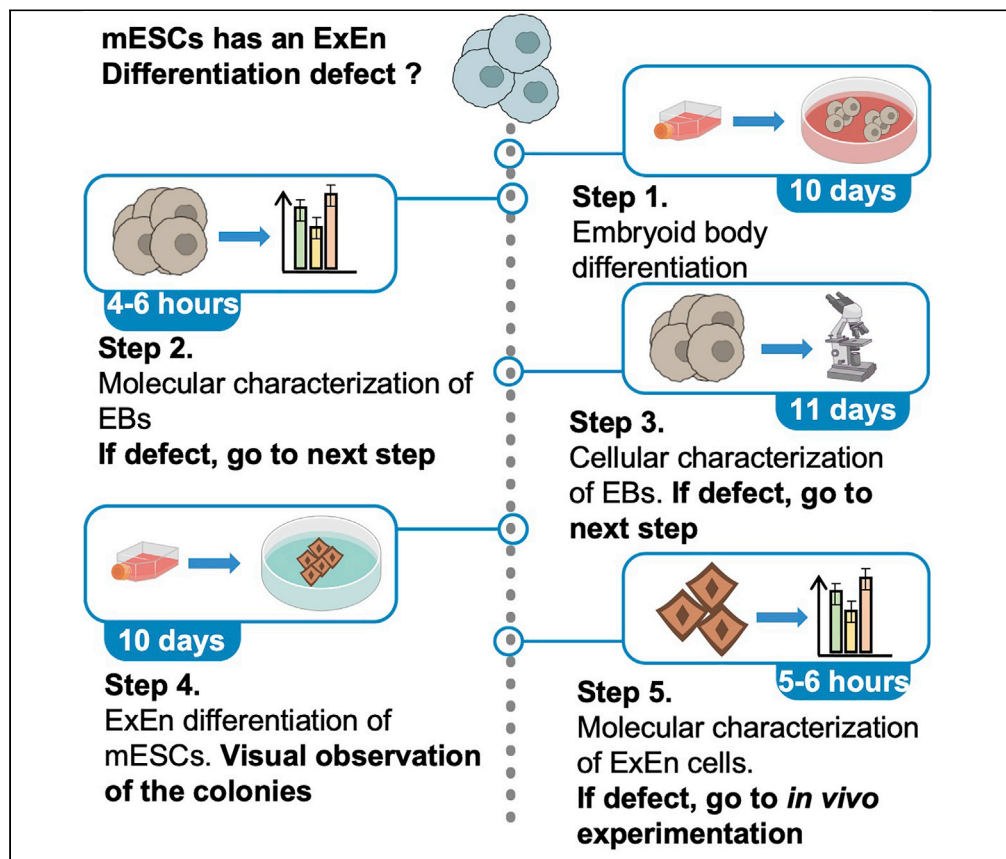 mESCs has an ExEn
Differentiation defect ?
10 days
Step 1.
Embryoid body
differentiation
4-6 hours
Step 2.
Molecular characterization of
EBs
If defect, go to next step
11 days
Step 3.
Cellular characterization
of EBs. If defect, go to
next step
10 days
Step 4.
ExEn differentiation of
mESCs. Visual observation
of the colonies
5-6 hours
Step 5.
Molecular characterization
of ExEn cells.
If defect, go to in vivo
experimentation